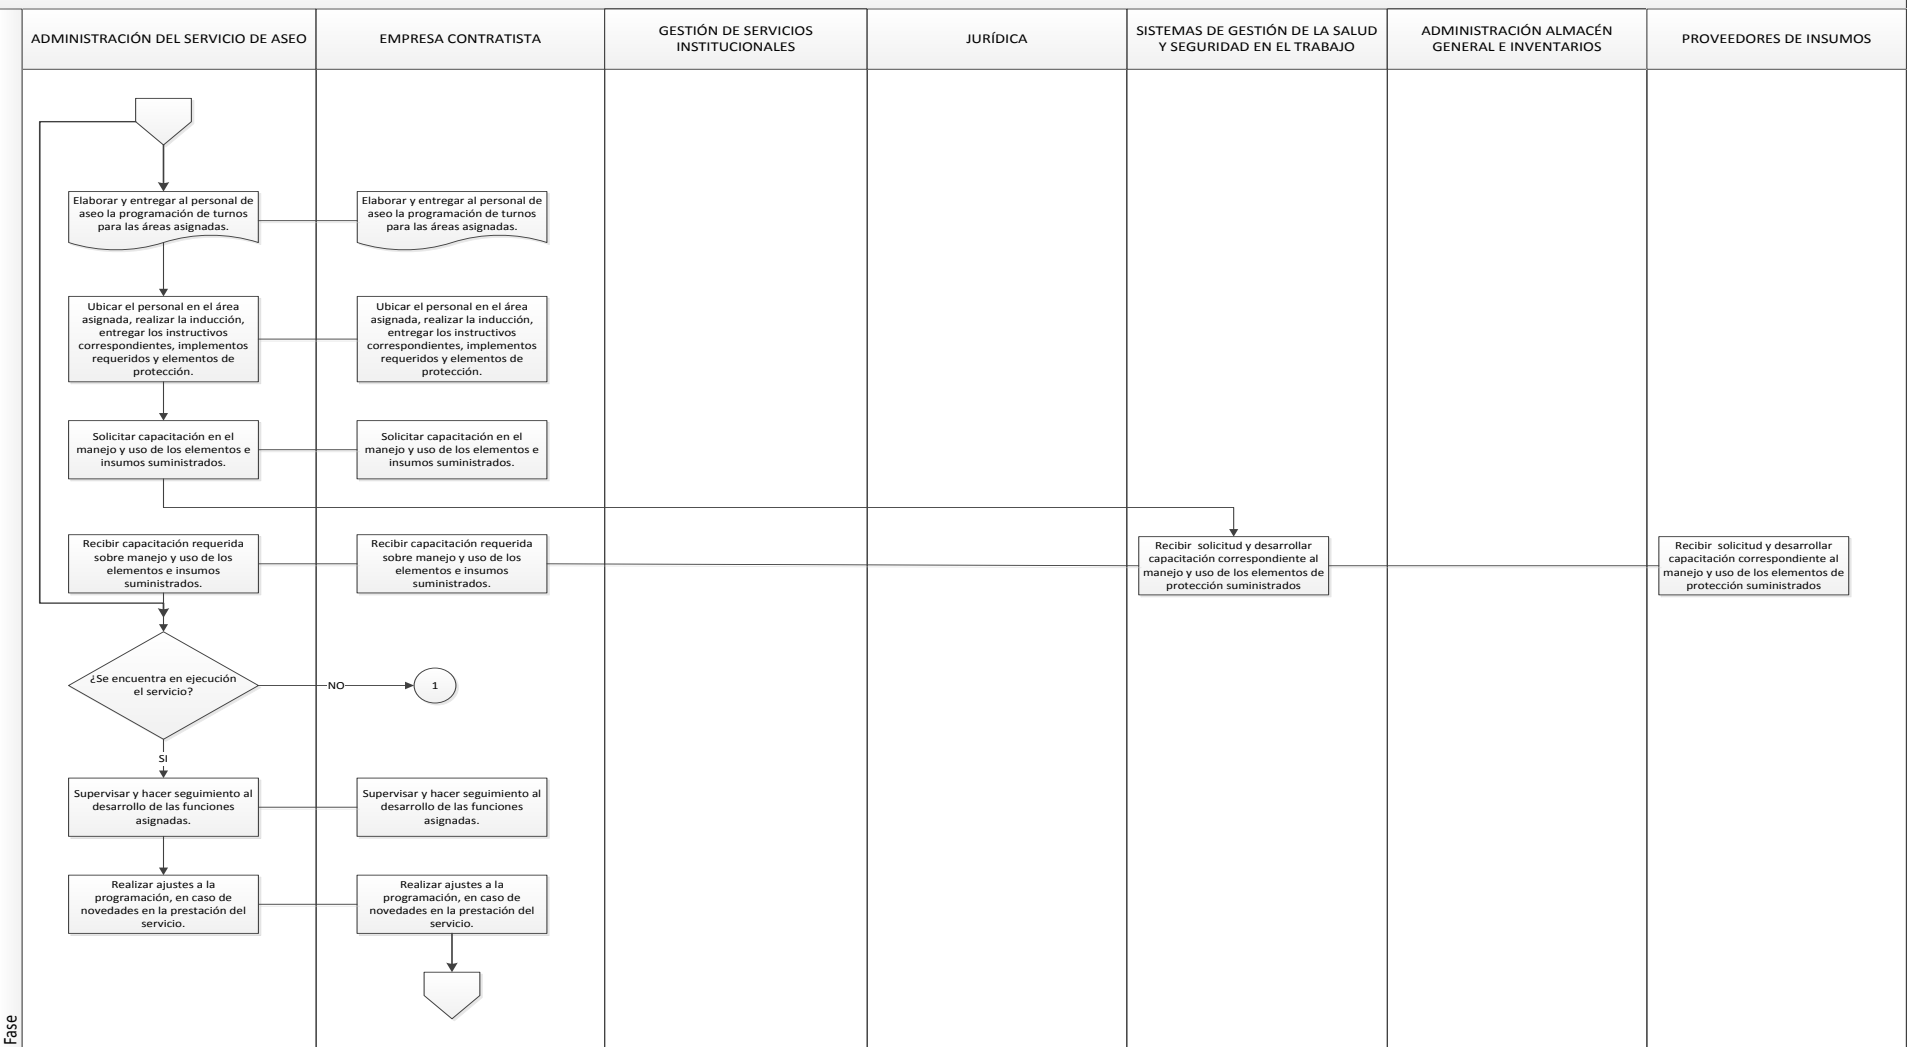 ADMINISTRACIÓN DEL SERVICIO DE ASEO
EMPRESA CONTRATISTA
GESTIÓN DE SERVICIOS
INSTITUCIONALES
JURÍDICA
SISTEMAS DE GESTIÓN DE LA SALUD
Y SEGURIDAD EN EL TRABAJO
ADMINISTRACIÓN ALMACÉN
GENERAL E INVENTARIOS
PROVEEDORES DE INSUMOS
Elaborar y entregar al personal de
aseo la programación de turnos
para las áreas asignadas.
Elaborar y entregar al personal de
aseo la programación de turnos
para las áreas asignadas.
Ubicar el personal en el área
asignada, realizar la inducción,
entregar los instructivos
correspondientes, implementos
requeridos y elementos de
protección.
Ubicar el personal en el área
asignada, realizar la inducción,
entregar los instructivos
correspondientes, implementos
requeridos y elementos de
protección.
Solicitar capacitación en el
manejo y uso de los elementos e
insumos suministrados.
Solicitar capacitación en el
manejo y uso de los elementos e
insumos suministrados.
Recibir capacitación requerida
sobre manejo y uso de los
elementos e insumos
suministrados.
Recibir capacitación requerida
sobre manejo y uso de los
elementos e insumos
suministrados.
Recibir solicitud y desarrollar
capacitación correspondiente al
manejo y uso de los elementos de
protección suministrados
Recibir solicitud y desarrollar
capacitación correspondiente al
manejo y uso de los elementos de
protección suministrados
¿Se encuentra en ejecución
el servicio?
NO
1
SI
Supervisar y hacer seguimiento al
desarrollo de las funciones
asignadas.
Supervisar y hacer seguimiento al
desarrollo de las funciones
asignadas.
Realizar ajustes a la
programación, en caso de
novedades en la prestación del
servicio.
Realizar ajustes a la
programación, en caso de
novedades en la prestación del
servicio.
Fase